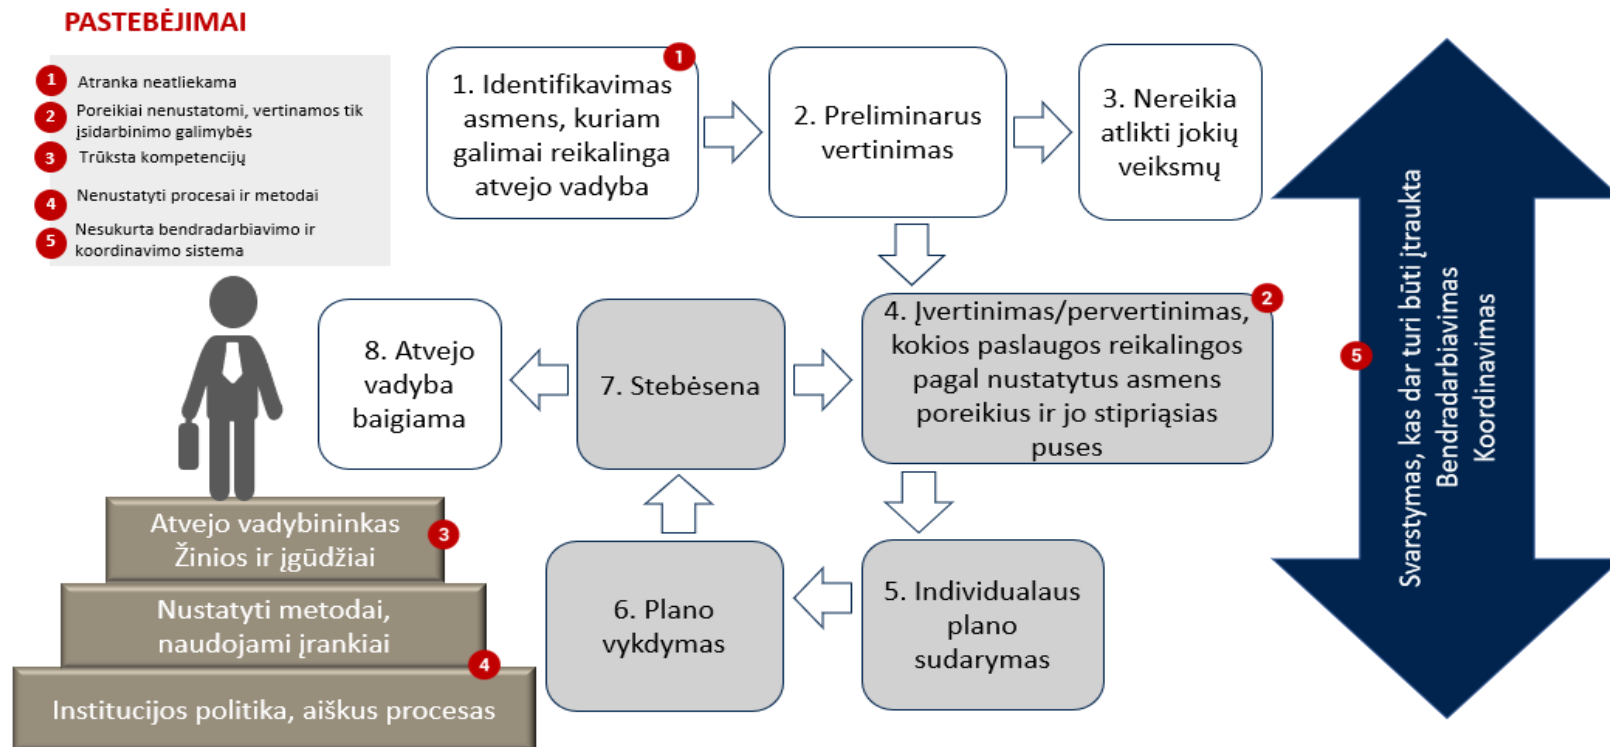 PASTEBĖJIMAI
1 Atranka neatliekama
2 Poreikiai nenustatomi, vertinamos tik
įsidarbinimo galimybės
3 Trūksta kompetencijų
4 Nenustatyti procesai ir metodai
5 Nesukurta bendradarbiavimo ir
koordinavimo sistema
1
1. Identifikavimas
asmens, kuriam
galimai reikalinga
atvejo vadyba
2. Preliminarus
vertinimas
3. Nereikia
atlikti jokių
veiksmų
2
4. Įvertinimas/pervertinimas,
kokios paslaugos reikalingos
pagal nustatytus asmens
poreikius ir jo stipriąsias
puses
5. Individualaus
plano
sudarymas
6. Plano
vykdymas
7. Stebėsena
8. Atvejo
vadyba
baigiama
Atvejo vadybininkas
Žinios ir įgūdžiai
3
Nustatyti metodai,
naudojami įrankiai
4
Institucijos politika, aiškus procesas
5
Svarstymas, kas dar turi būti įtraukta
Bendradarbiavimas
Koordinavimas